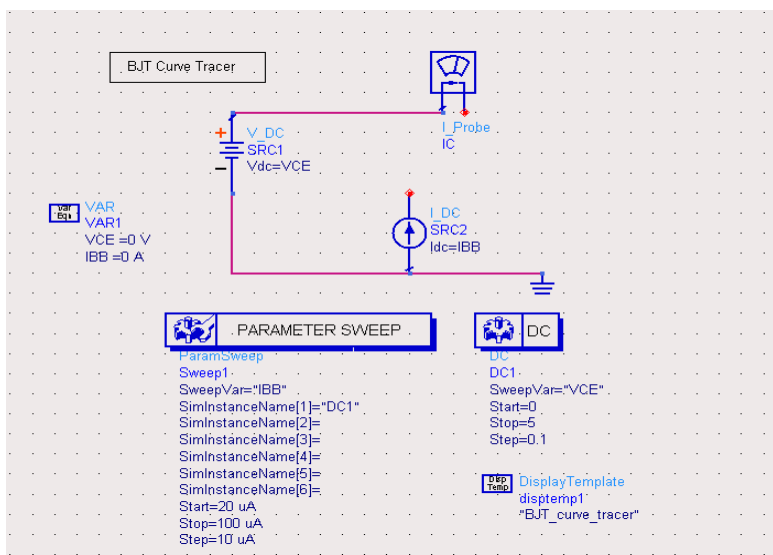 BJT Curve Tracer
I_Probe
IC
+ V_DC
SRC1
Vdc=VCE
Var
Eqn
VAR
VAR1
VCE =0 V
IBB =0 A
I_DC
SRC2
Idc=IBB
PARAMETER SWEEP
ParamSweep
Sweep1
SweepVar="IBB"
SimInstanceName[1]="DC1"
SimInstanceName[2]=
SimInstanceName[3]=
SimInstanceName[4]=
SimInstanceName[5]=
SimInstanceName[6]=
Start=20 uA
Stop=100 uA
Step=10 uA
DC
DC
DC1
SweepVar="VCE"
Start=0
Stop=5
Step=0.1
Disp
Temp
DisplayTemplate
disptemp1
"BJT_curve_tracer"